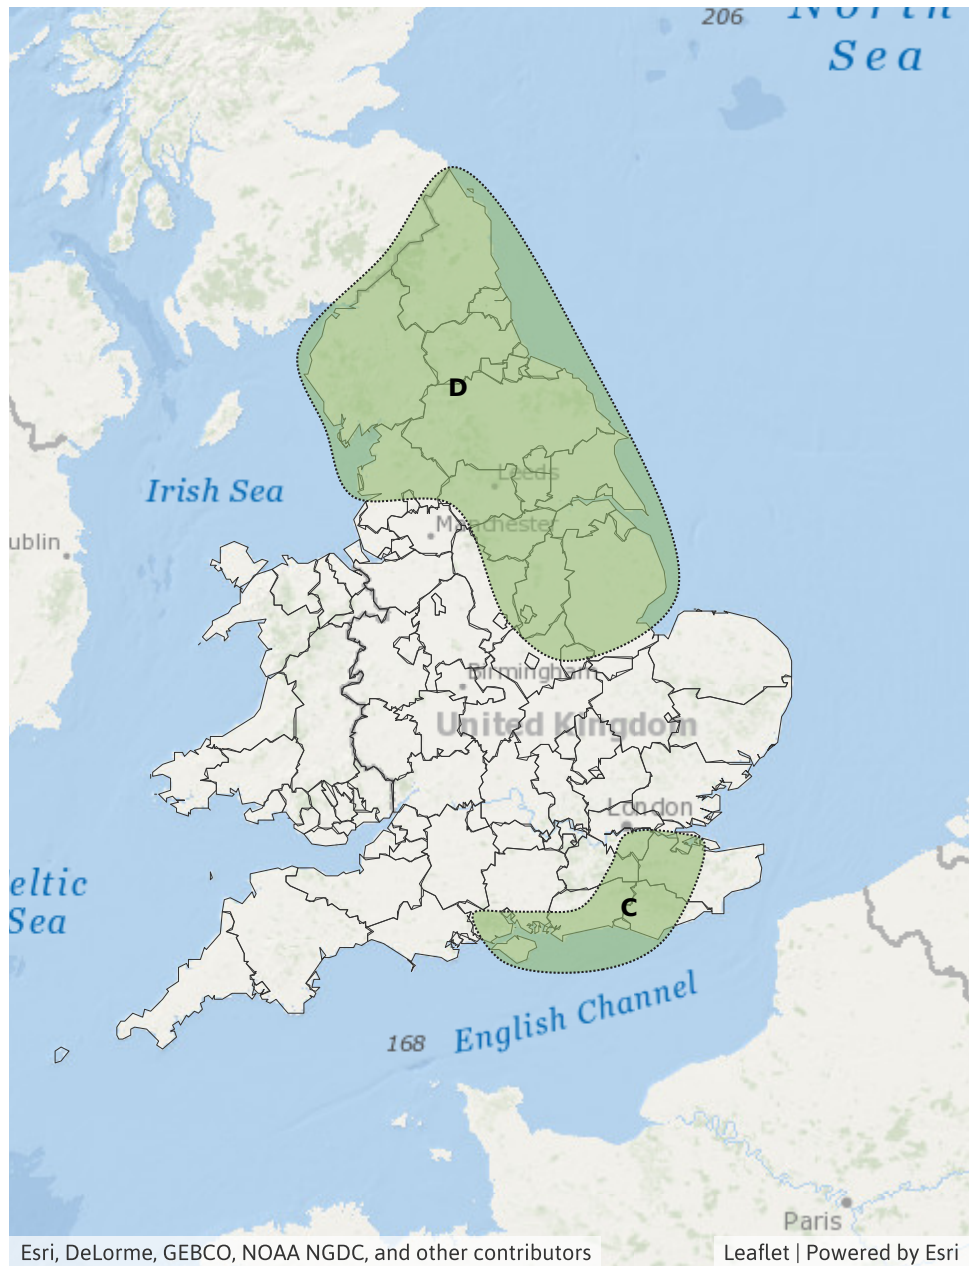 206
North
Sea
D
Leeds
Irish Sea
Manchester
ublin
Birmingham
United Kingdom
London
eltic
Sea
C
English Channel
168
Paris
Esri, DeLorme, GEBCO, NOAA NGDC, and other contributors
Leaflet | Powered by Esri